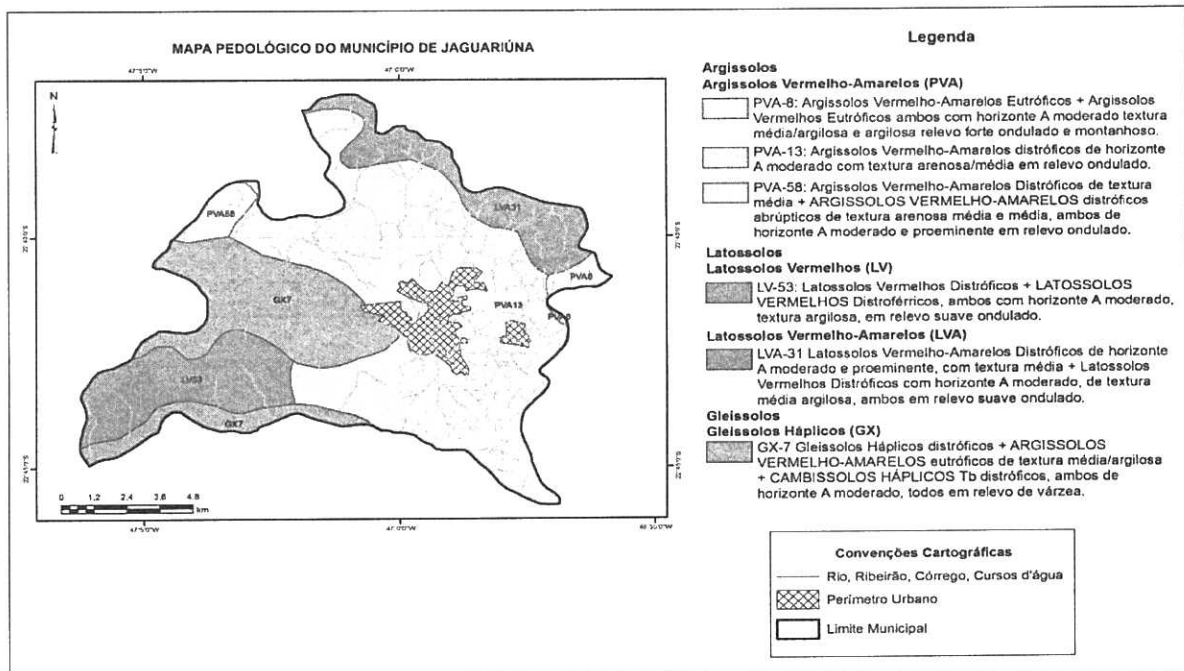 MAPA PEDOLÓGICO DO MUNICÍPIO DE JAGUARIÚNA
47°5'0"W
47°0'0"W
N
PVA58
LVA31
PVA8
GX7
PVA13
LV53
GX7
0 1.2 2.4 3.6 4.8
km
47°5'0"W
47°0'0"W
Legenda
Argissolos
Argissolos Vermelho-Amarelos (PVA)
PVA-8: Argissolos Vermelho-Amarelos Eutróficos + Argissolos
Vermelhos Eutróficos ambos com horizonte A moderado textura
média/argilosa e argilosa relevo forte ondulado e montanhoso.
PVA-13: Argissolos Vermelho-Amarelos distróficos de horizonte
A moderado com textura arenosa/média em relevo ondulado.
PVA-58: Argissolos Vermelho-Amarelos Distróficos de textura
média + ARGISSOLOS VERMELHO-AMARELOS distróficos
abrúpticos de textura arenosa média e média, ambos de
horizonte A moderado e proeminente em relevo ondulado.
Latossolos
Latossolos Vermelhos (LV)
LV-53: Latossolos Vermelhos Distróficos + LATOSSOLOS
VERMELHOS Distroférricos, ambos com horizonte A moderado,
textura argilosa, em relevo suave ondulado.
Latossolos Vermelho-Amarelos (LVA)
LVA-31 Latossolos Vermelho-Amarelos Distróficos de horizonte
A moderado e proeminente, com textura média + Latossolos
Vermelhos Distróficos com horizonte A moderado, de textura
média argilosa, ambos em relevo suave ondulado.
Gleissolos
Gleissolos Háplicos (GX)
GX-7 Gleissolos Háplicos distróficos + ARGISSOLOS
VERMELHO-AMARELOS eutróficos de textura média/argilosa
+ CAMBISSOLOS HÁPLICOS Tb distróficos, ambos de
horizonte A moderado, todos em relevo de várzea.
Convenções Cartográficas
Rio, Ribeirão, Córrego, Cursos d'água
Perímetro Urbano
Limite Municipal